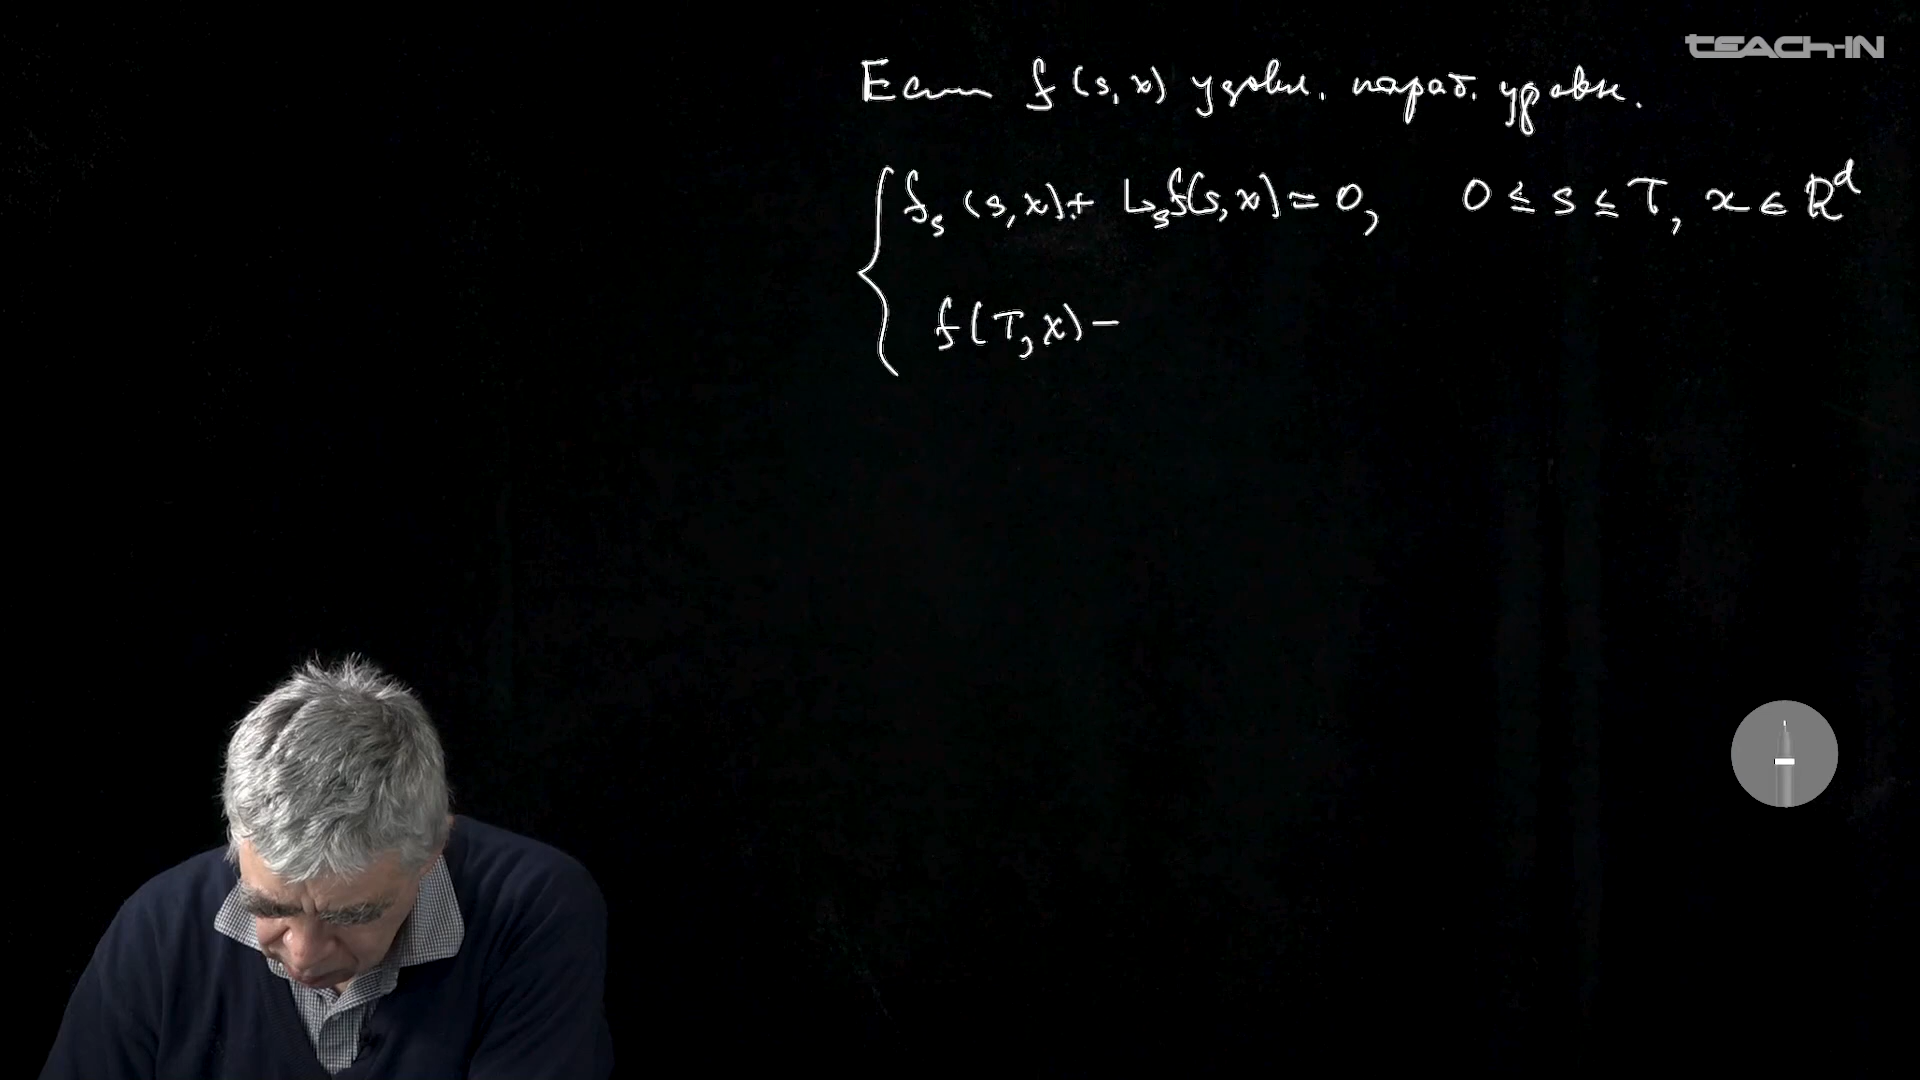 TEACH-IN
Если f(s,x) удовл. параб. уравн.
f_s(s,x) + L_s f(s,x) = 0, 0 ≤ s ≤ T, x ∈ R^d
f(T,x) –